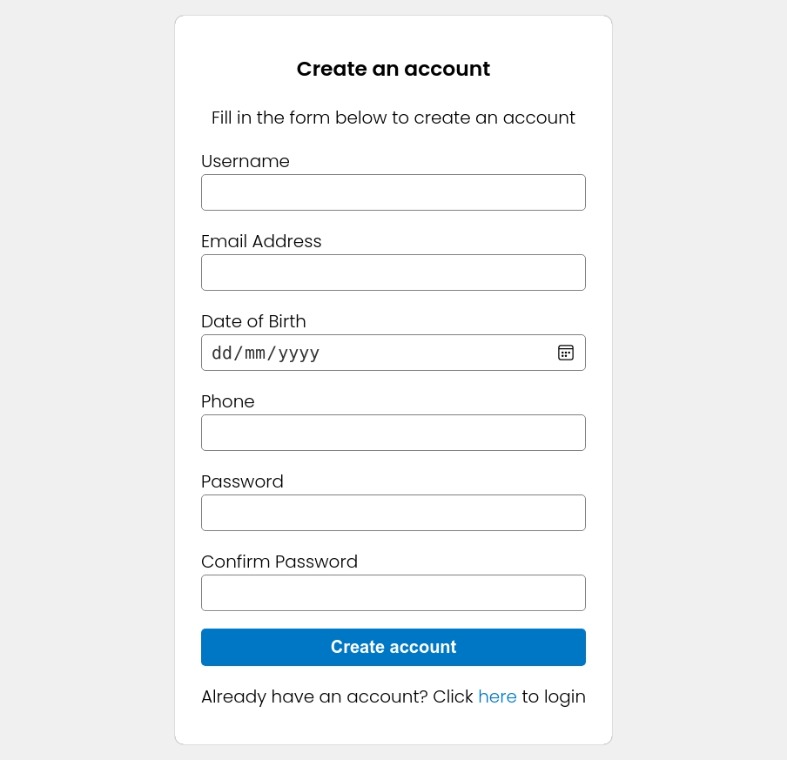 Create an account
Fill in the form below to create an account
Username
Email Address
Date of Birth
dd/mm/yyyy
Phone
Password
Confirm Password
Create account
Already have an account? Click here to login